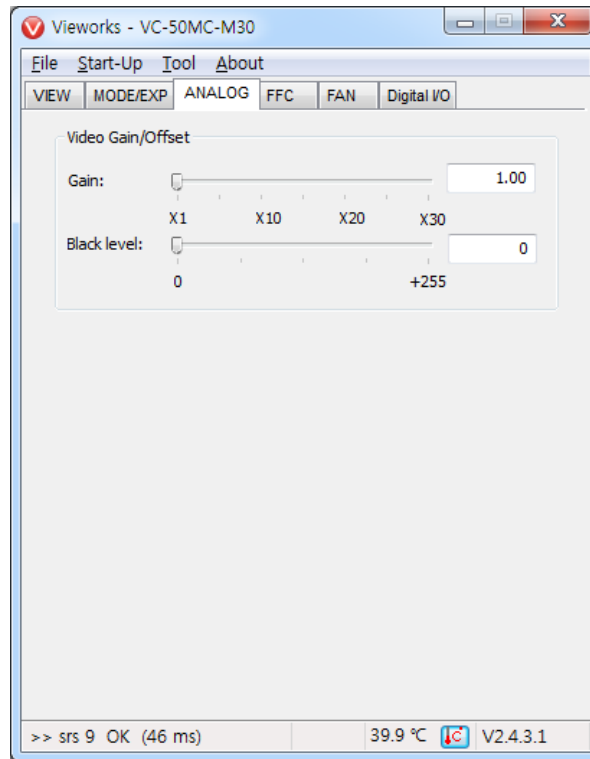 Vieworks - VC-50MC-M30
File Start-Up Tool About
VIEW MODE/EXP ANALOG FFC FAN Digital I/O
Video Gain/Offset
Gain: 1.00
X1 X10 X20 X30
Black level: 0
0 +255
>> srs 9 OK (46 ms) 39.9 ℃ C V2.4.3.1